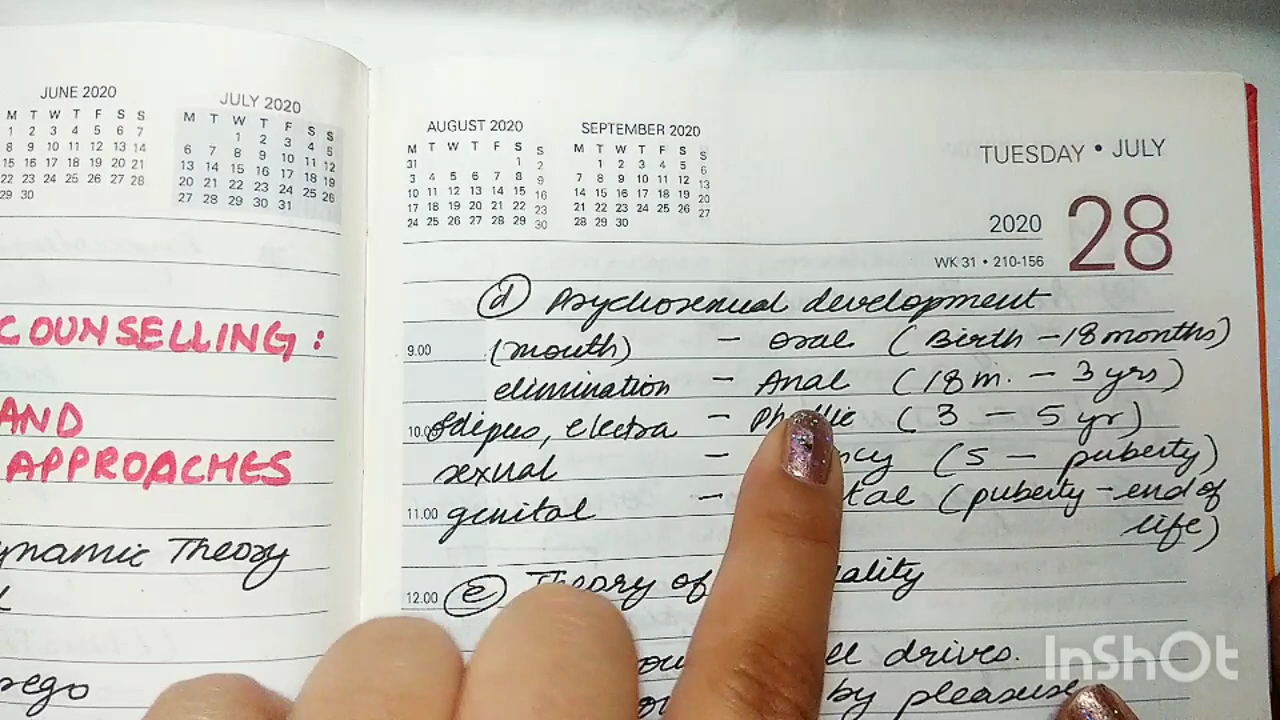 JUNE 2020
M T W T F S S
1 2 3 4 5 6 7
8 9 10 11 12 13 14
15 16 17 18 19 20 21
22 23 24 25 26 27 28
29 30
JULY 2020
M T W T F S S
1 2 3 4 5
6 7 8 9 10 11 12
13 14 15 16 17 18 19
20 21 22 23 24 25 26
27 28 29 30 31
COUNSELLING :
AND
APPROACHES
Theory
AUGUST 2020
M T W T F S S
31 1 2
3 4 5 6 7 8 9
10 11 12 13 14 15 16
17 18 19 20 21 22 23
24 25 26 27 28 29 30
SEPTEMBER 2020
M T W T F S S
1 2 3 4 5 6
7 8 9 10 11 12 13
14 15 16 17 18 19 20
21 22 23 24 25 26 27
28 29 30
TUESDAY • JULY
2020 28
WK 31 • 210-156
(d) Psychosexual development
9.00 (mouth) - oral (Birth - 18 months)
elimination - Anal (18 m. - 3 yrs)
10.00 Odipus, electra - Phallic (3 - 5 yr)
sexual - (5 - puberty)
11.00 genital - (puberty - end of
life)
12.00 (e) Theory of
drives.
by pleasure
InShOt